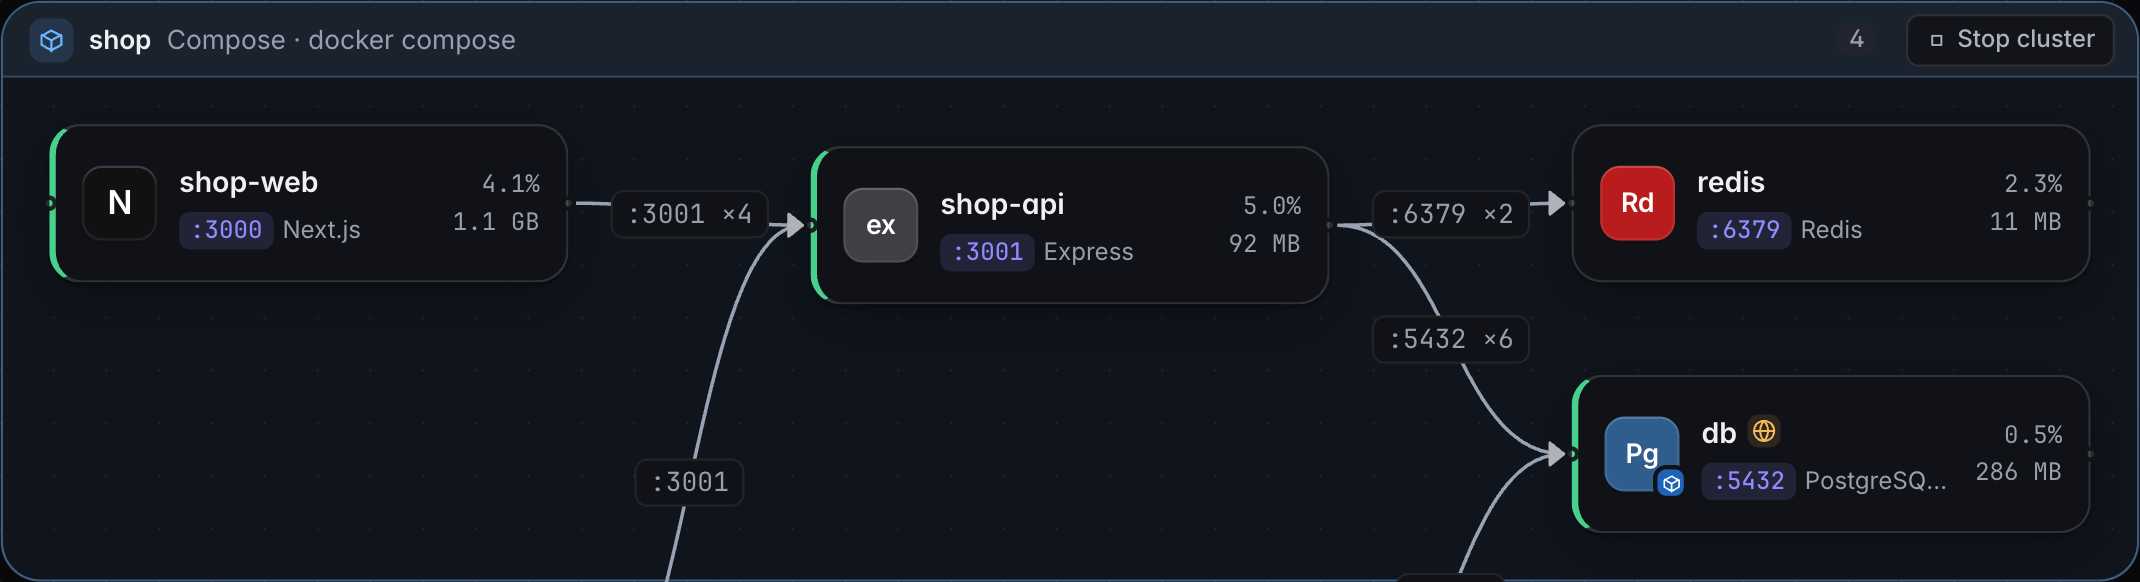 shop Compose · docker compose 4 Stop cluster
N
shop-web 4.1%
:3000 Next.js 1.1 GB
:3001 ×4
ex
shop-api 5.0%
:3001 Express 92 MB
:6379 ×2
Rd
redis 2.3%
:6379 Redis 11 MB
:5432 ×6
Pg
db 0.5%
:5432 PostgreSQ... 286 MB
:3001